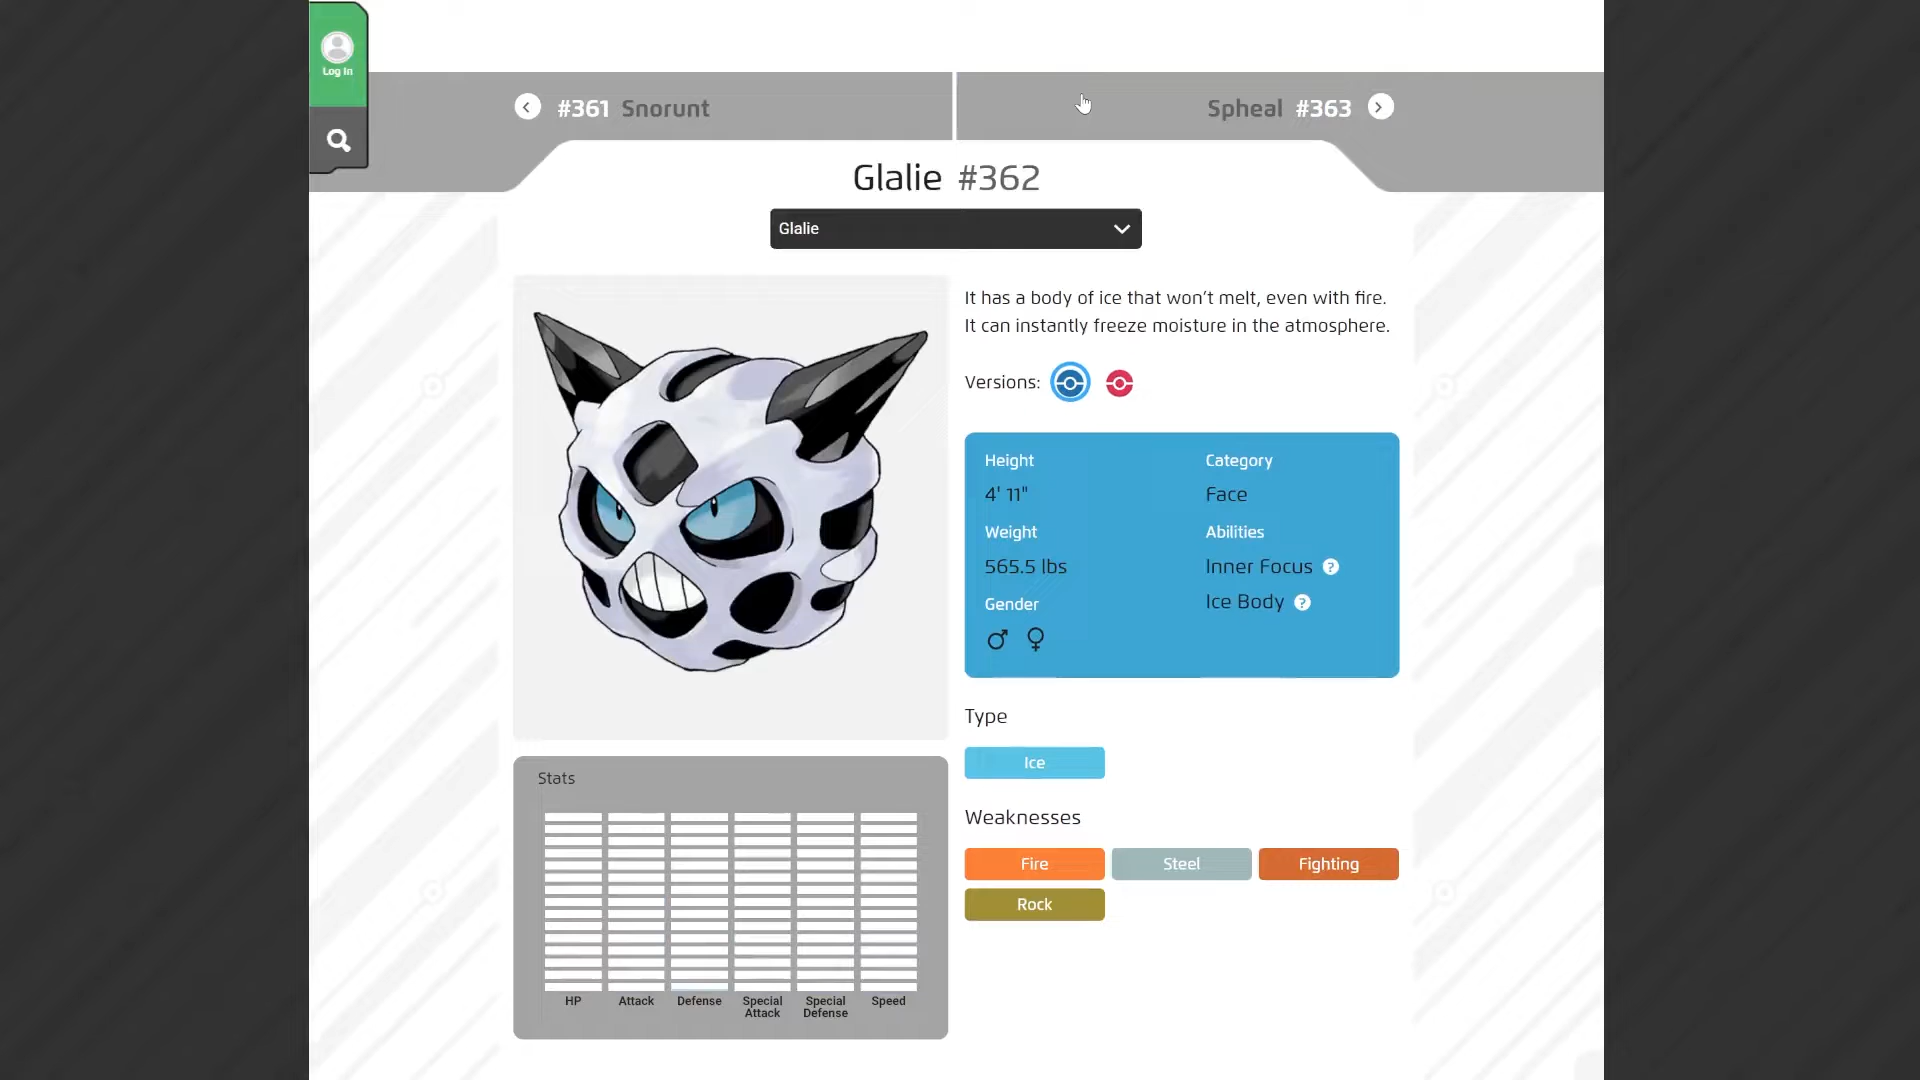 Log In
#361 Snorunt
Spheal #363
Glalie #362
Glalie
It has a body of ice that won't melt, even with fire.
It can instantly freeze moisture in the atmosphere.
Versions:
Height
4' 11"
Weight
565.5 lbs
Gender
Category
Face
Abilities
Inner Focus ?
Ice Body ?
Type
Ice
Weaknesses
Fire
Steel
Fighting
Rock
Stats
HP
Attack
Defense
Special
Attack
Special
Defense
Speed